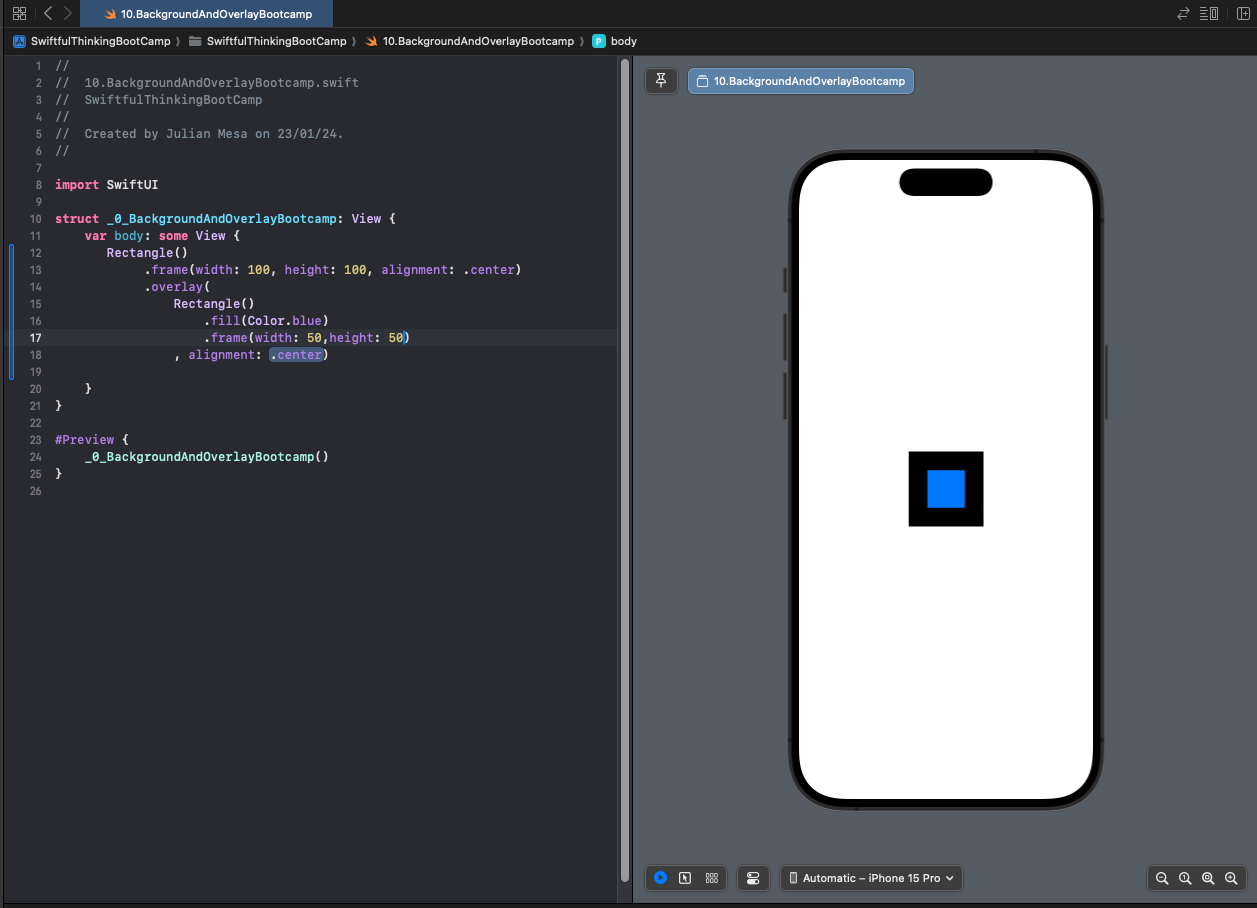 10.BackgroundAndOverlayBootcamp
SwiftfulThinkingBootCamp 〉 SwiftfulThinkingBootCamp 〉 10.BackgroundAndOverlayBootcamp 〉 P body
1 //
2 //  10.BackgroundAndOverlayBootcamp.swift
3 //  SwiftfulThinkingBootCamp
4 //
5 //  Created by Julian Mesa on 23/01/24.
6 //
7
8 import SwiftUI
9
10 struct _0_BackgroundAndOverlayBootcamp: View {
11     var body: some View {
12        Rectangle()
13             .frame(width: 100, height: 100, alignment: .center)
14             .overlay(
15                 Rectangle()
16                     .fill(Color.blue)
17                     .frame(width: 50,height: 50)
18                 , alignment: .center)
19
20     }
21 }
22
23 #Preview {
24     _0_BackgroundAndOverlayBootcamp()
25 }
26
10.BackgroundAndOverlayBootcamp
Automatic – iPhone 15 Pro